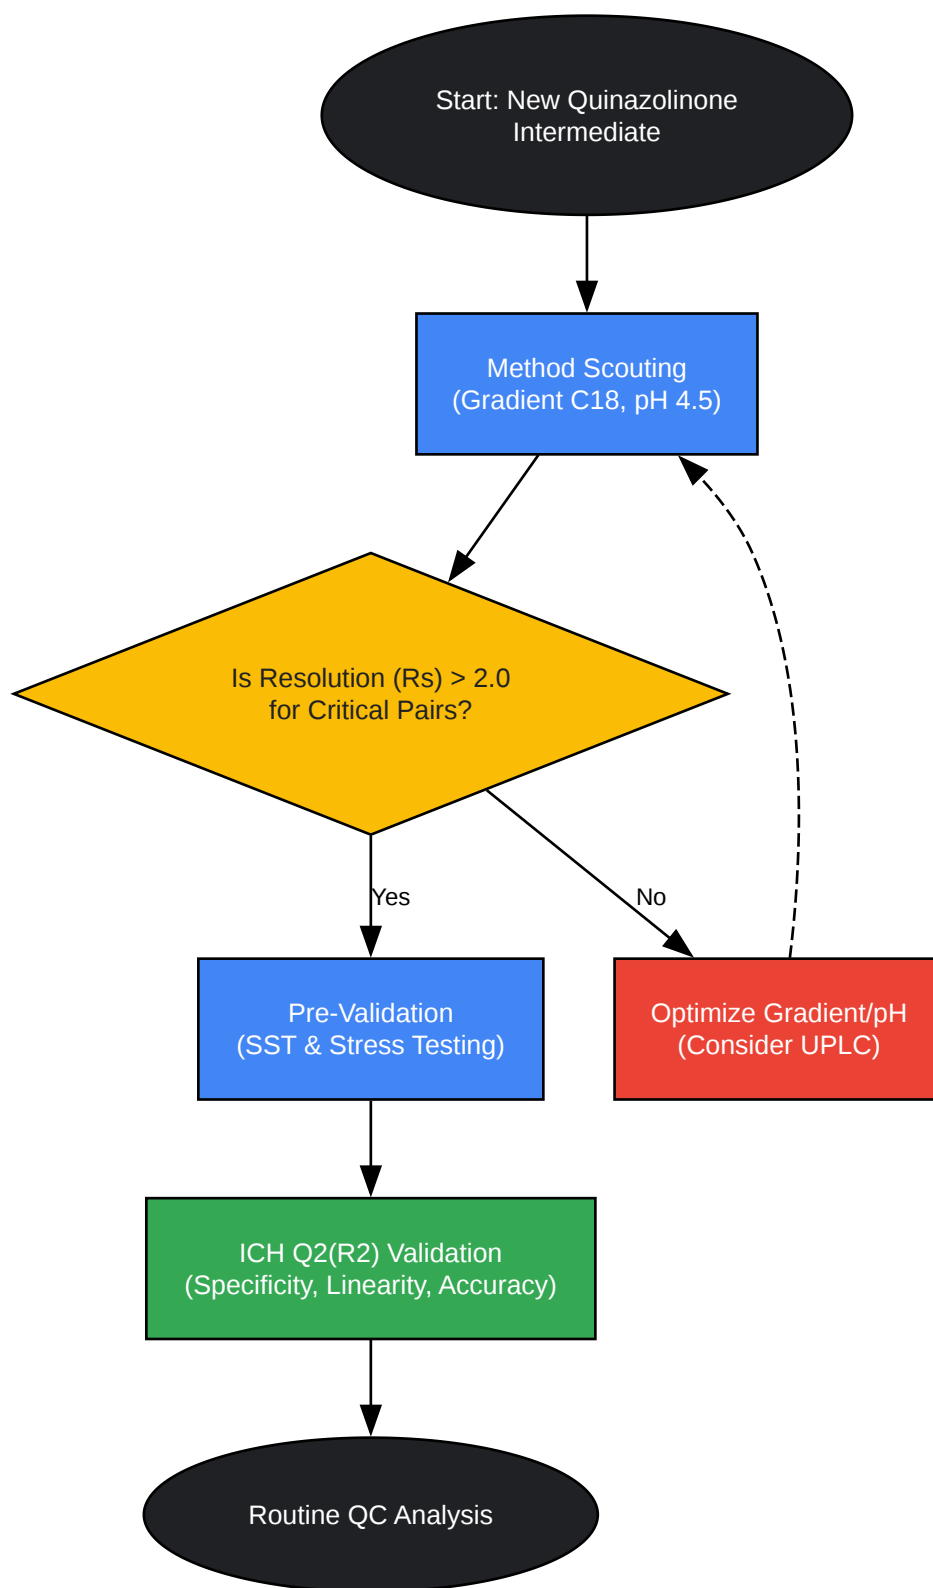 Start: New Quinazolinone
Intermediate
Method Scouting
(Gradient C18, pH 4.5)
Is Resolution (Rs) > 2.0
for Critical Pairs?
Yes
No
Pre-Validation
(SST & Stress Testing)
Optimize Gradient/pH
(Consider UPLC)
ICH Q2(R2) Validation
(Specificity, Linearity, Accuracy)
Routine QC Analysis